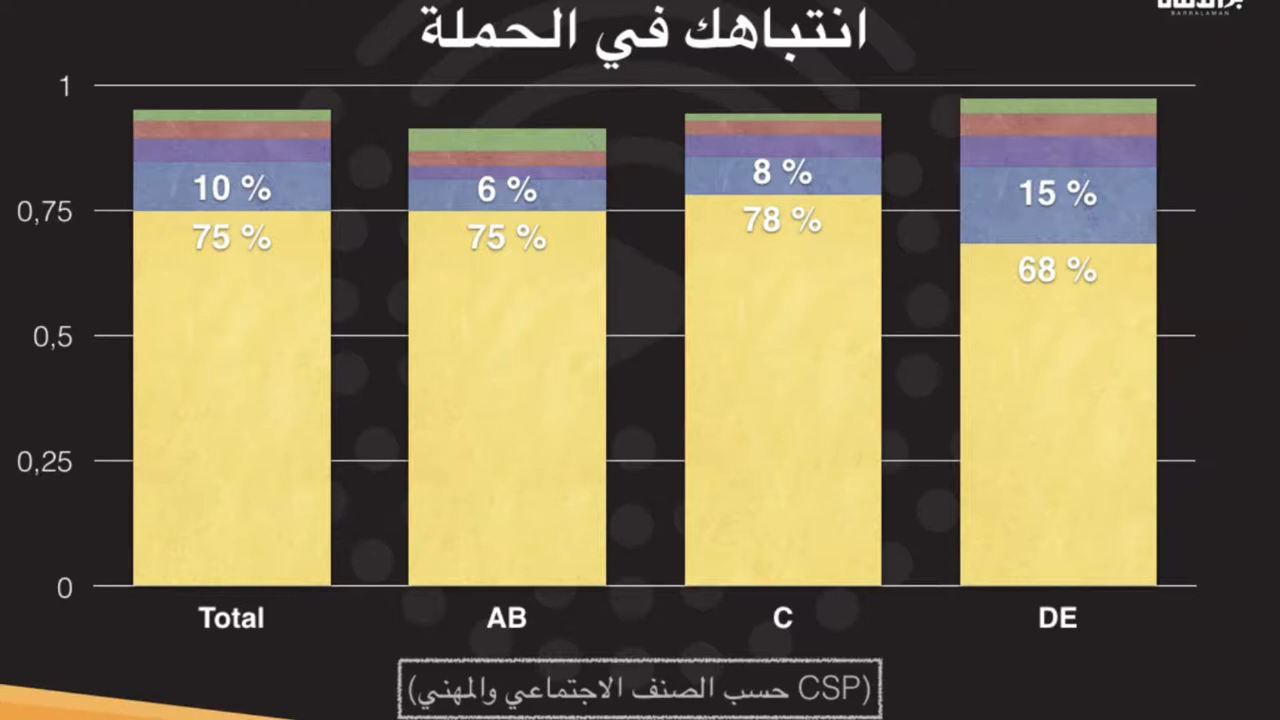 BARRALAMAN
انتباهك في الحملة
1
0,75
0,5
0,25
0
10 %
75 %
6 %
75 %
8 %
78 %
15 %
68 %
Total
AB
C
DE
(CSP حسب الصنف الاجتماعي والمهني)